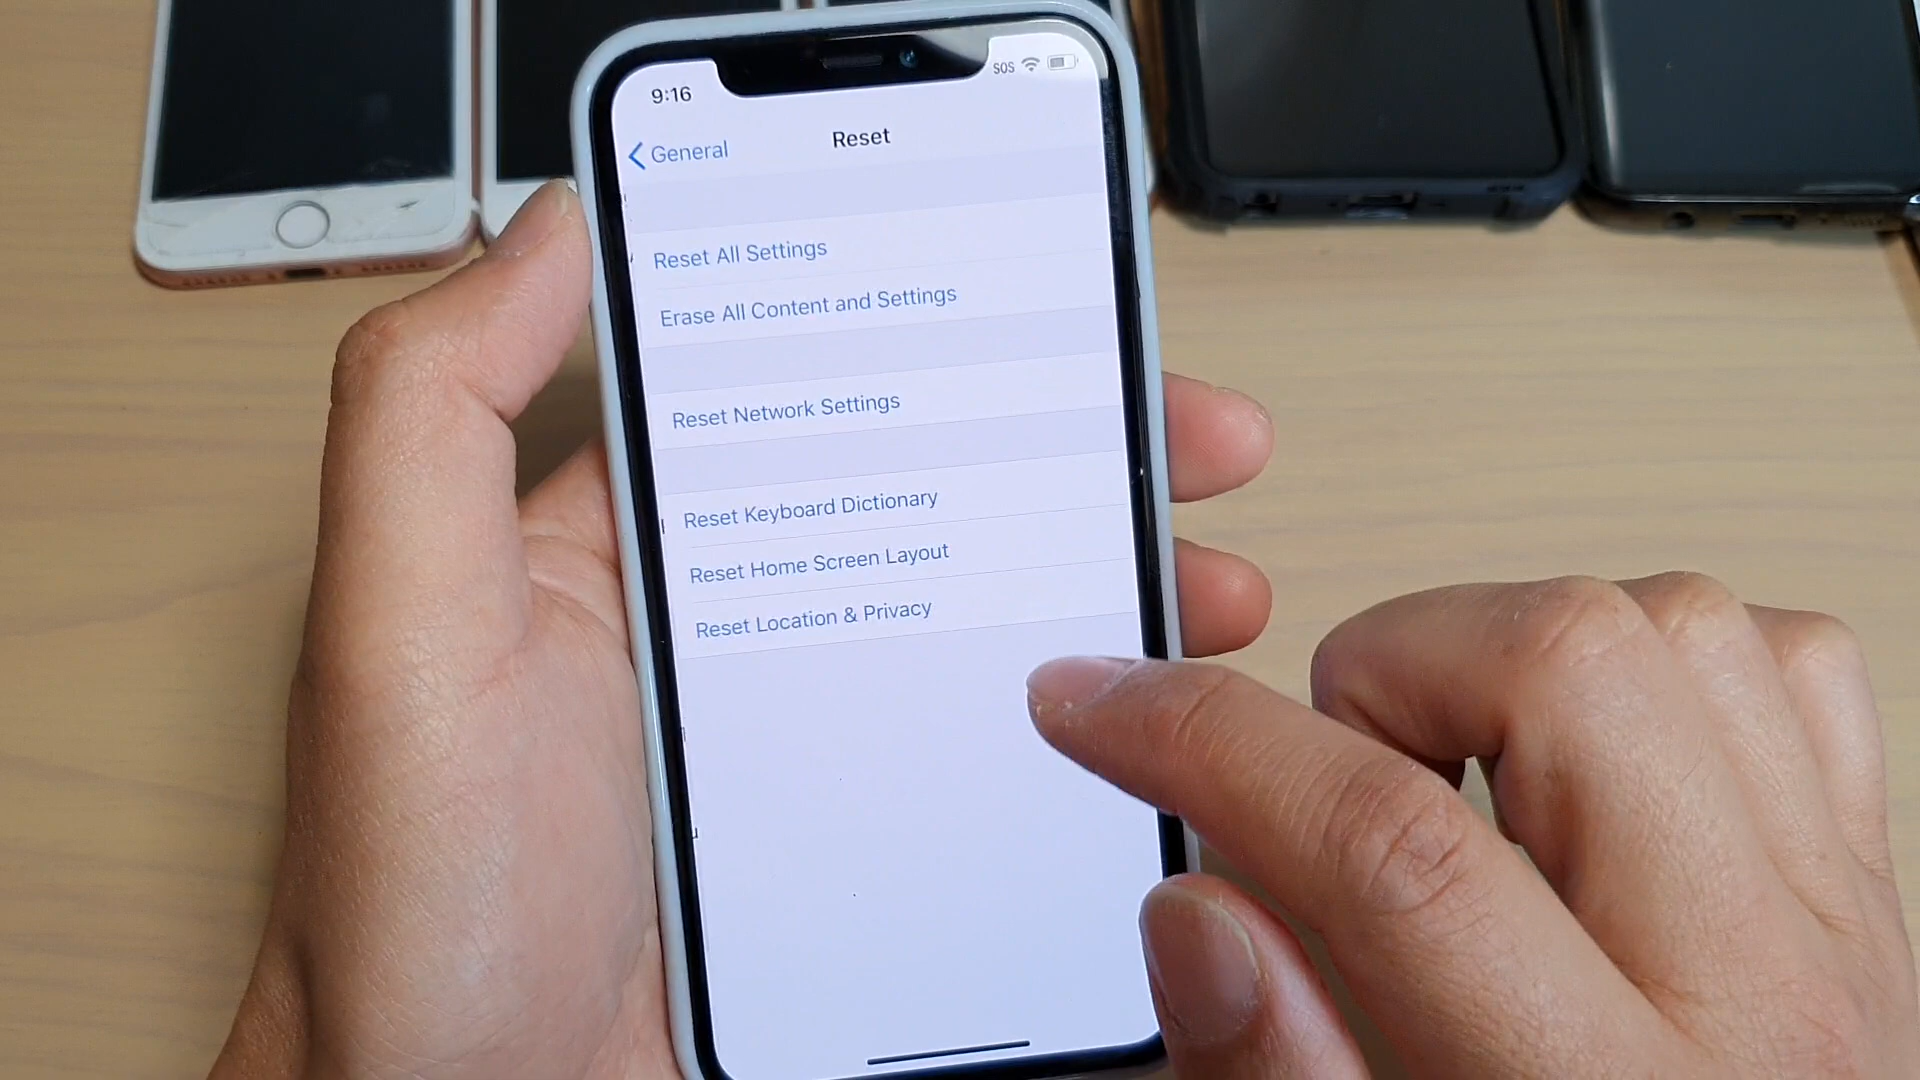 9:16
SOS
General
Reset
Reset All Settings
Erase All Content and Settings
Reset Network Settings
Reset Keyboard Dictionary
Reset Home Screen Layout
Reset Location & Privacy